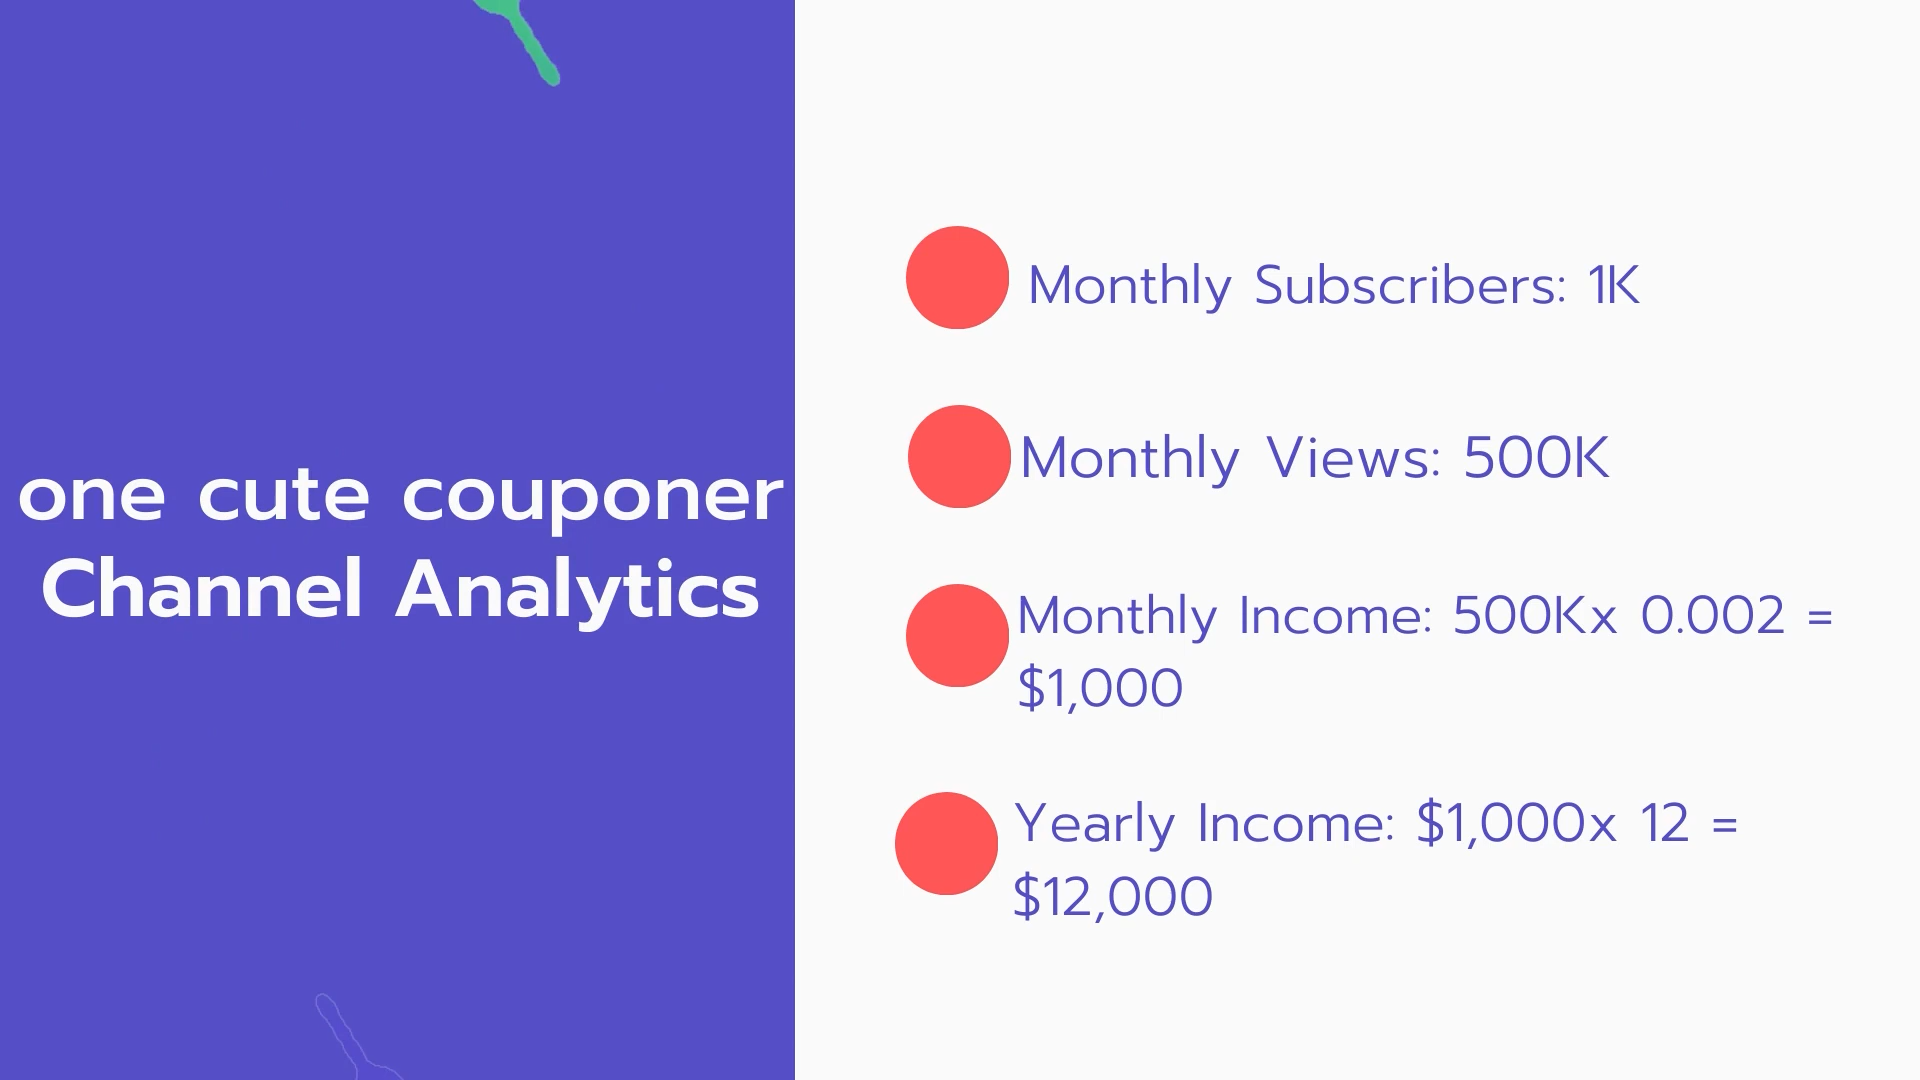 one cute couponer
Channel Analytics
Monthly Subscribers: 1K
Monthly Views: 500K
Monthly Income: 500Kx 0.002 =
$1,000
Yearly Income: $1,000x 12 =
$12,000